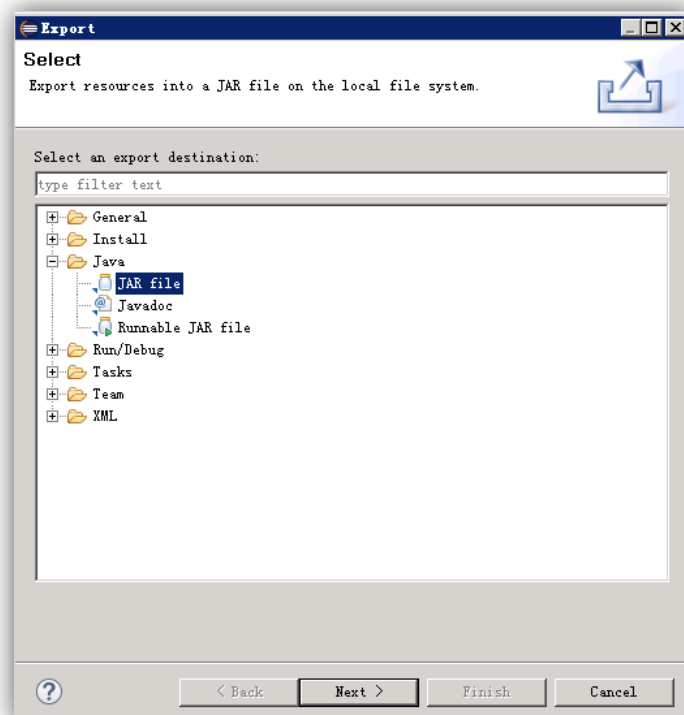 Export
Select
Export resources into a JAR file on the local file system.
Select an export destination:
type filter text
General
Install
Java
JAR file
Javadoc
Runnable JAR file
Run/Debug
Tasks
Team
XML
< Back
Next >
Finish
Cancel